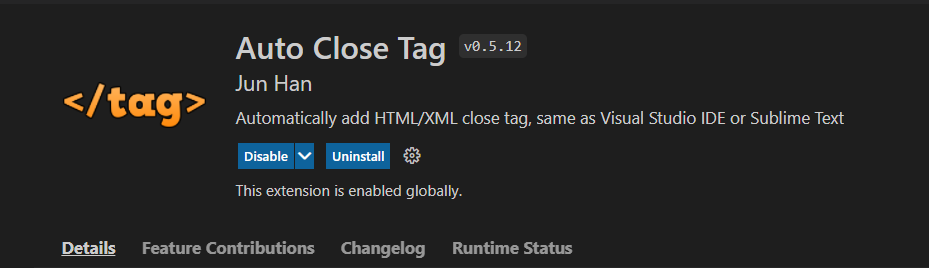 Auto Close Tag v0.5.12
</tag>
Jun Han
Automatically add HTML/XML close tag, same as Visual Studio IDE or Sublime Text
Disable Uninstall
This extension is enabled globally.
Details Feature Contributions Changelog Runtime Status